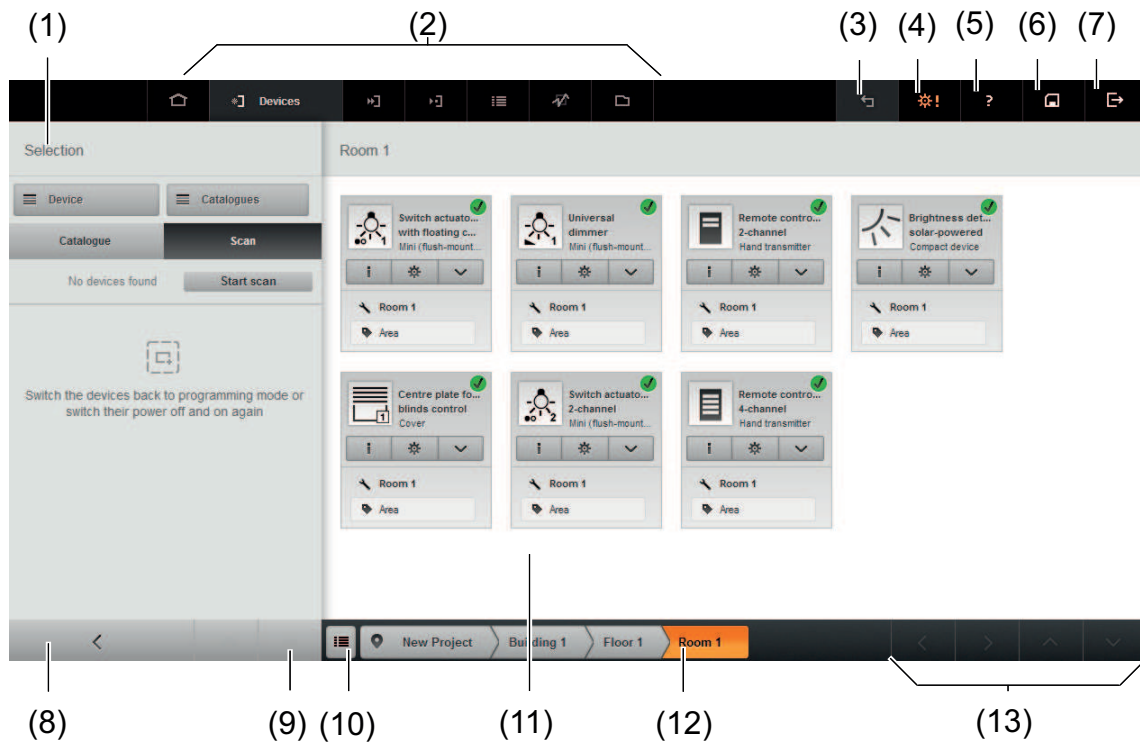 (1) (2) (3) (4) (5) (6) (7)
Devices ! ?
Selection
Room 1
Device Catalogues
Catalogue Scan
No devices found Start scan
Switch the devices back to programming mode or
switch their power off and on again
Switch actuato...
with floating c...
Mini (flush-mount...
1
i
Room 1
Area
Universal
dimmer
Mini (flush-mount...
1
i
Room 1
Area
Remote contro...
2-channel
Hand transmitter
i
Room 1
Area
Brightness det...
solar-powered
Compact device
i
Room 1
Area
Centre plate fo...
blinds control
Cover
1
i
Room 1
Area
Switch actuato...
2-channel
Mini (flush-mount...
2
i
Room 1
Area
Remote contro...
4-channel
Hand transmitter
i
Room 1
Area
New Project Building 1 Floor 1 Room 1
(8) (9) (10) (11) (12) (13)